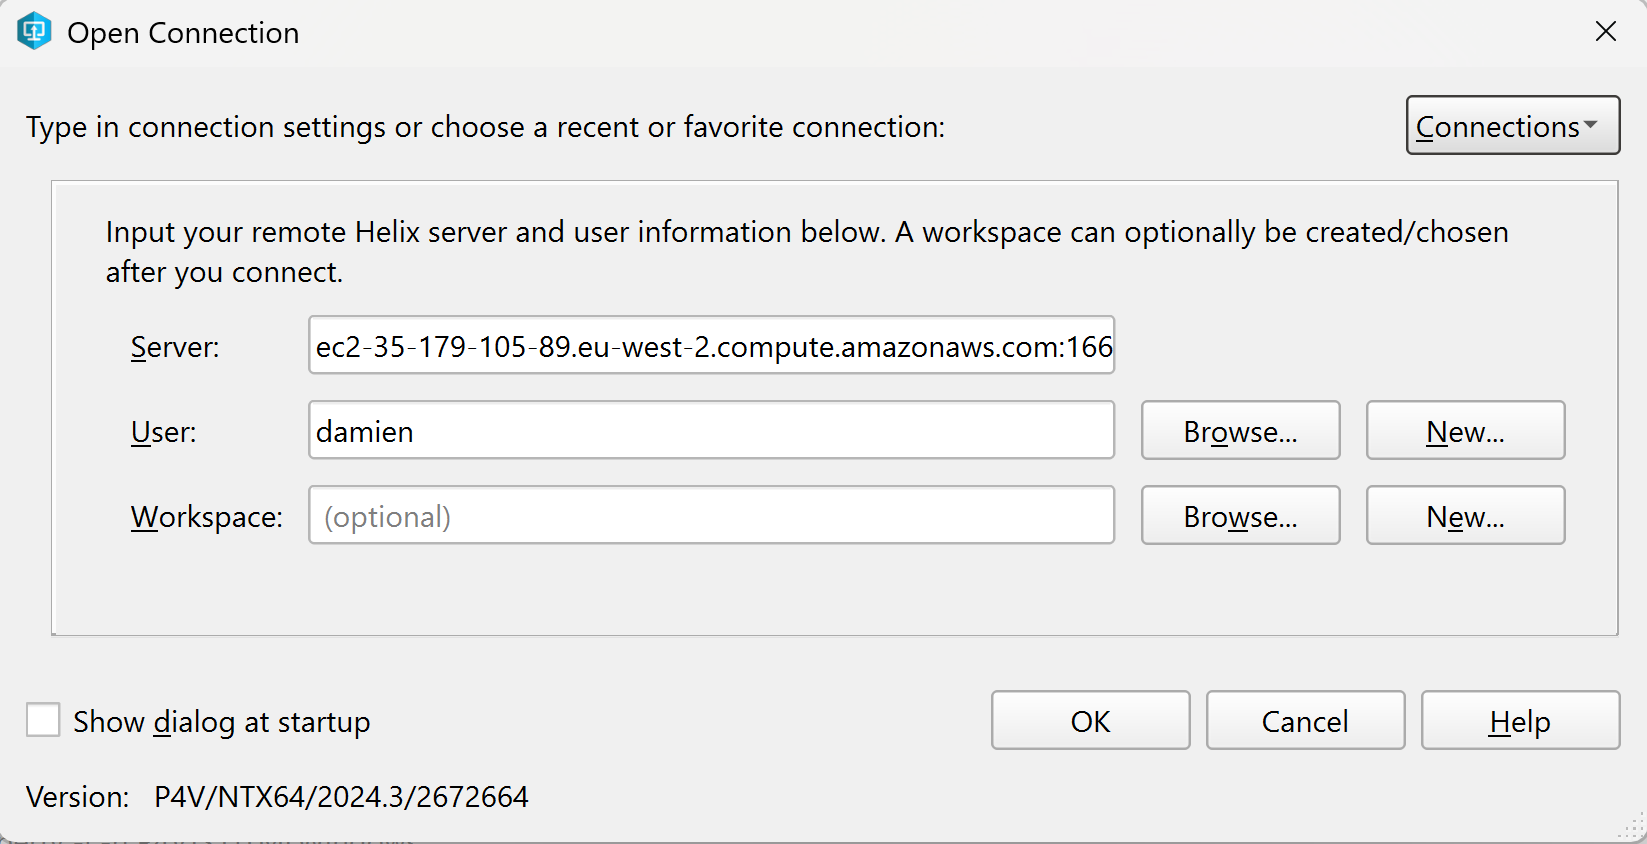 Open Connection
Type in connection settings or choose a recent or favorite connection:
Connections
Input your remote Helix server and user information below. A workspace can optionally be created/chosen
after you connect.
Server: ec2-35-179-105-89.eu-west-2.compute.amazonaws.com:166
User: damien Browse... New...
Workspace: (optional) Browse... New...
Show dialog at startup OK Cancel Help
Version: P4V/NTX64/2024.3/2672664